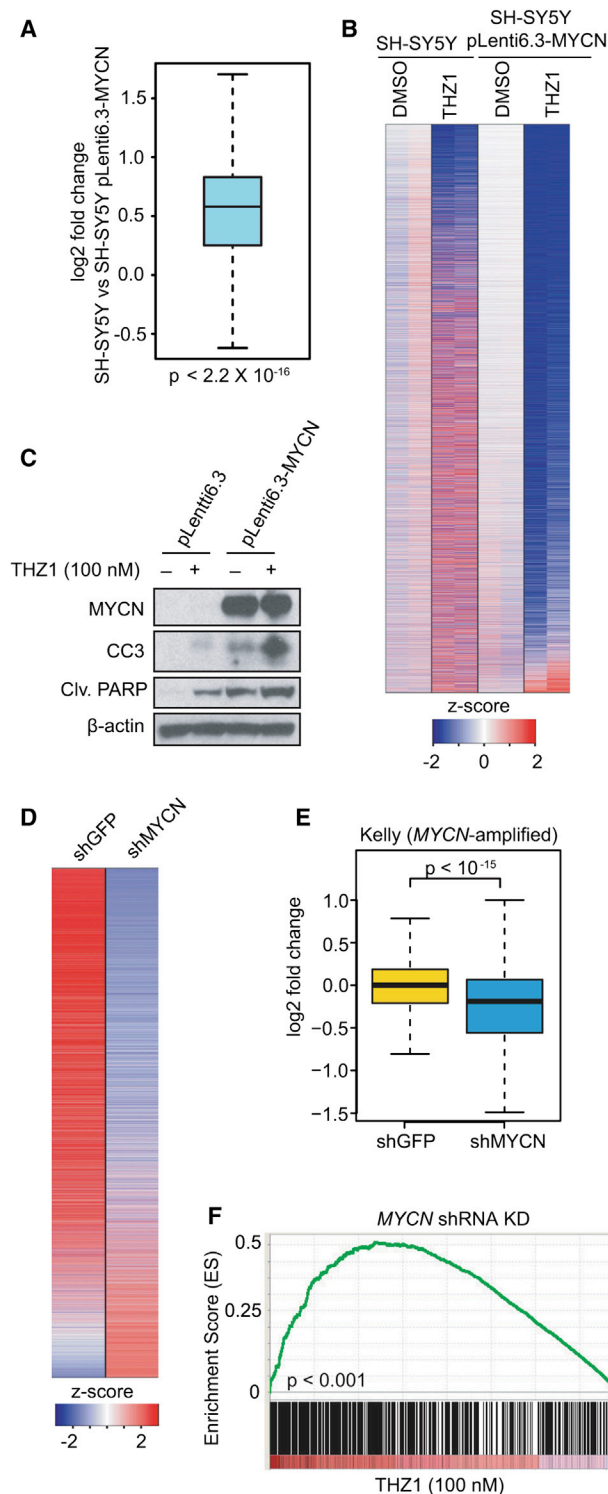 A
log2 fold change
SH-SY5Y vs SH-SY5Y pLenti6.3-MYCN
1.5
1.0
0.5
0.0
-0.5
p < 2.2 X 10-16
B
SH-SY5Y
SH-SY5Y
pLenti6.3-MYCN
DMSO
THZ1
DMSO
THZ1
z-score
-2
0
2
C
pLentti6.3
pLenti6.3-MYCN
THZ1 (100 nM)
–
+
–
+
MYCN
CC3
Clv. PARP
β-actin
D
shGFP
shMYCN
z-score
-2
0
2
E
Kelly (MYCN-amplified)
p < 10-15
log2 fold change
1.0
0.5
0.0
−0.5
−1.0
−1.5
shGFP
shMYCN
F
MYCN shRNA KD
Enrichment Score (ES)
0.5
0.25
0
p < 0.001
THZ1 (100 nM)